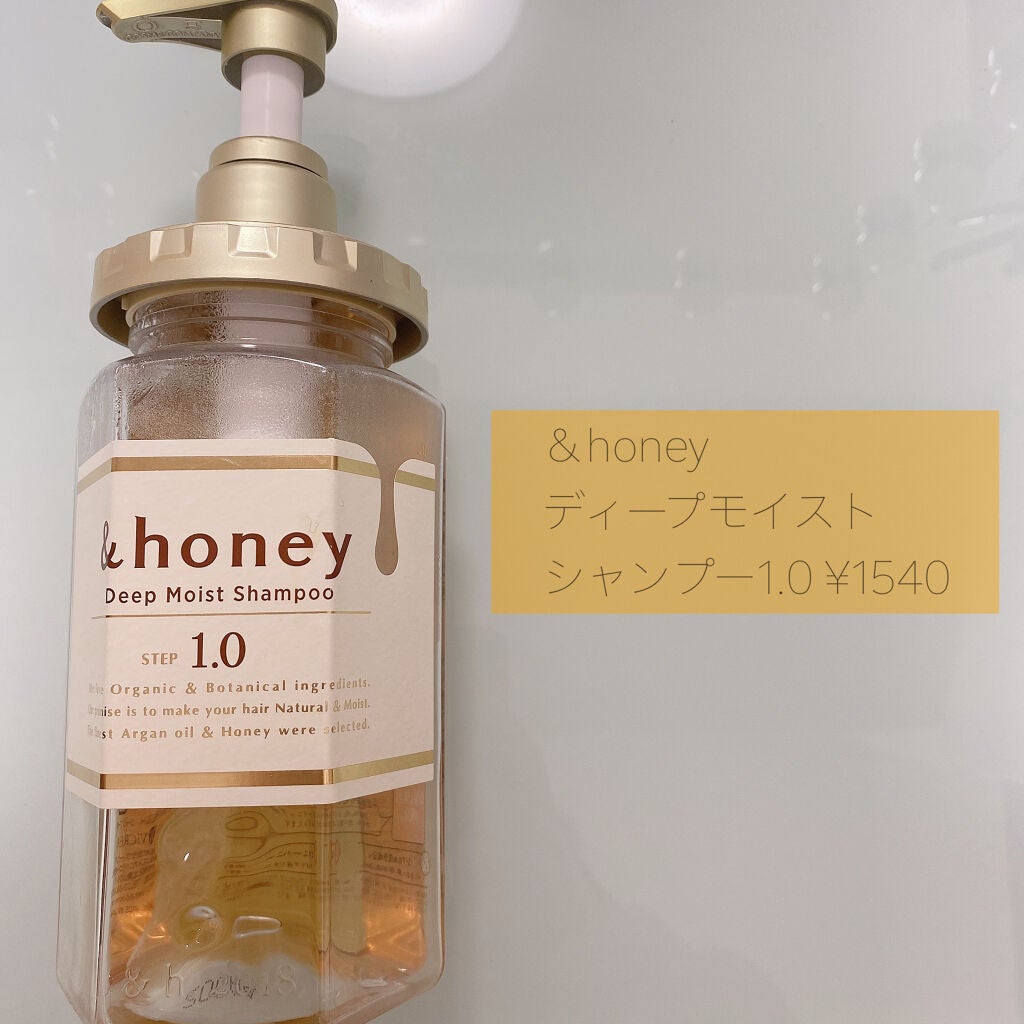 &honey
Deep Moist Shampoo
STEP 1.0
Organic & Botanical ingredients.
promise is to make your hair Natural & Moist.
Argan oil & Honey were selected.
&honey
ディープモイスト
シャンプー1.0 ¥1540